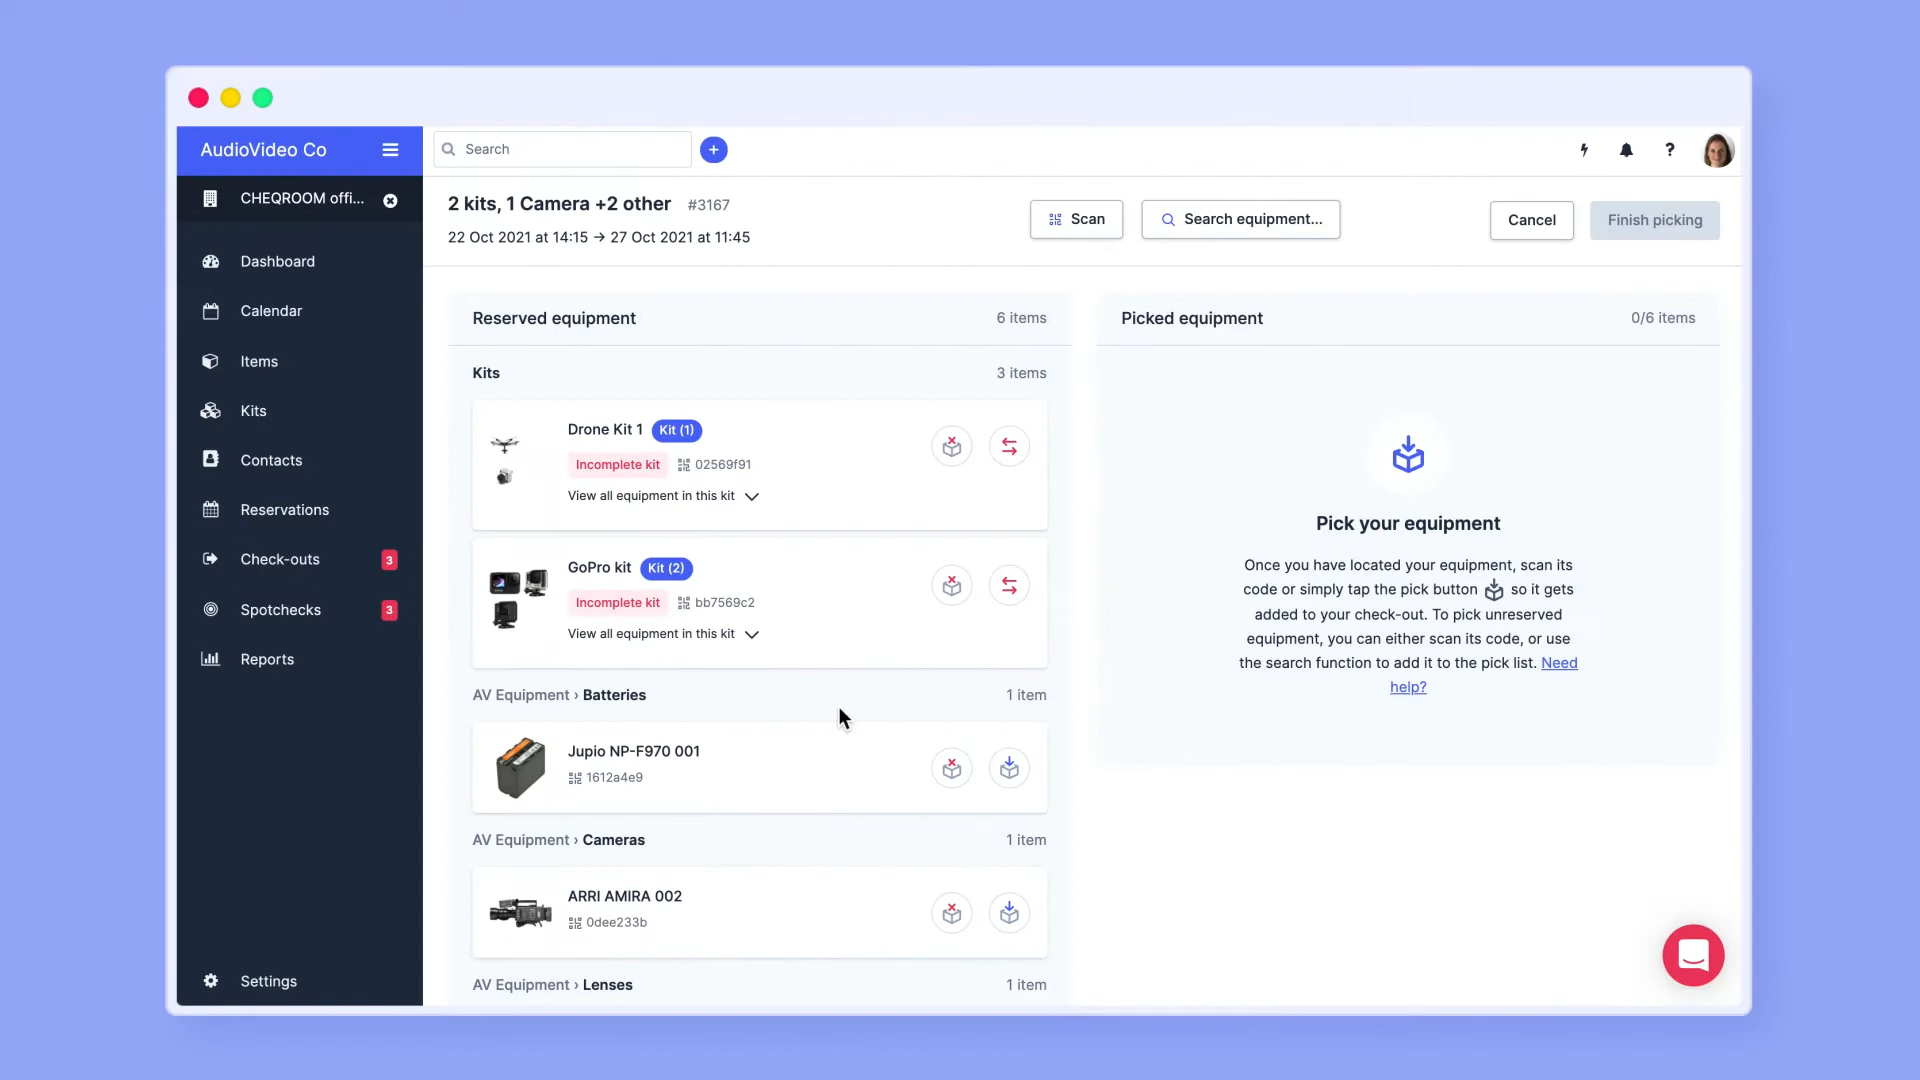 AudioVideo Co
Search
CHEQROOM offi...
2 kits, 1 Camera +2 other #3167
22 Oct 2021 at 14:15 → 27 Oct 2021 at 11:45
Scan
Search equipment...
Cancel
Finish picking
Dashboard
Calendar
Items
Kits
Contacts
Reservations
Check-outs 3
Spotchecks 3
Reports
Settings
Reserved equipment 6 items
Kits 3 items
Drone Kit 1 Kit (1)
Incomplete kit 02569f91
View all equipment in this kit
GoPro kit Kit (2)
Incomplete kit bb7569c2
View all equipment in this kit
AV Equipment › Batteries 1 item
Jupio NP-F970 001
1612a4e9
AV Equipment › Cameras 1 item
ARRI AMIRA 002
0dee233b
AV Equipment › Lenses 1 item
Picked equipment 0/6 items
Pick your equipment
Once you have located your equipment, scan its
code or simply tap the pick button so it gets
added to your check-out. To pick unreserved
equipment, you can either scan its code, or use
the search function to add it to the pick list. Need
help?